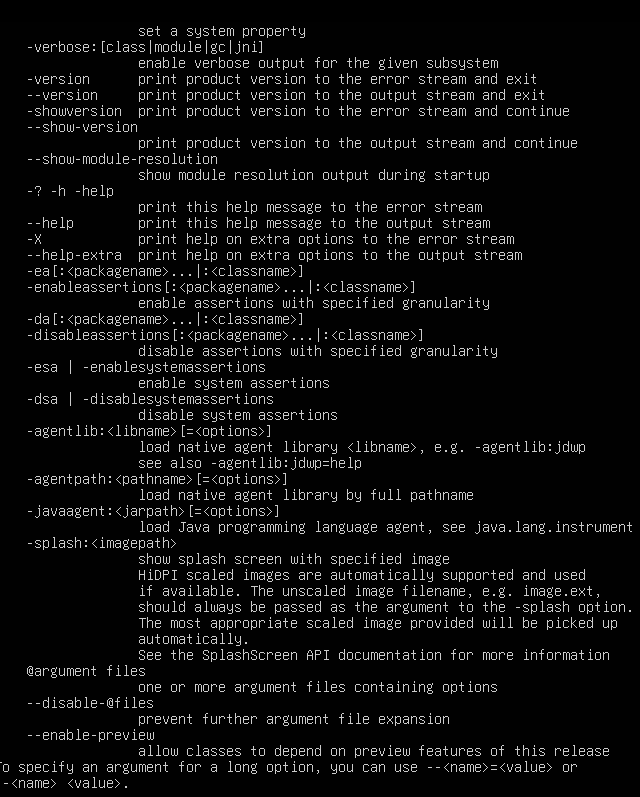 set a system property
-verbose:[class|module|gc|jni]
enable verbose output for the given subsystem
-version      print product version to the error stream and exit
--version     print product version to the output stream and exit
-showversion  print product version to the error stream and continue
--show-version
print product version to the output stream and continue
--show-module-resolution
show module resolution output during startup
-? -h -help
print this help message to the error stream
--help        print this help message to the output stream
-X            print help on extra options to the error stream
--help-extra  print help on extra options to the output stream
-ea[:<packagename>...|:<classname>]
-enableassertions[:<packagename>...|:<classname>]
enable assertions with specified granularity
-da[:<packagename>...|:<classname>]
-disableassertions[:<packagename>...|:<classname>]
disable assertions with specified granularity
-esa | -enablesystemassertions
enable system assertions
-dsa | -disablesystemassertions
disable system assertions
-agentlib:<libname>[=<options>]
load native agent library <libname>, e.g. -agentlib:jdwp
see also -agentlib:jdwp=help
-agentpath:<pathname>[=<options>]
load native agent library by full pathname
-javaagent:<jarpath>[=<options>]
load Java programming language agent, see java.lang.instrument
-splash:<imagepath>
show splash screen with specified image
HiDPI scaled images are automatically supported and used
if available. The unscaled image filename, e.g. image.ext,
should always be passed as the argument to the -splash option.
The most appropriate scaled image provided will be picked up
automatically.
See the SplashScreen API documentation for more information
@argument files
one or more argument files containing options
--disable-@files
prevent further argument file expansion
--enable-preview
allow classes to depend on preview features of this release
To specify an argument for a long option, you can use --<name>=<value> or
-<name> <value>.